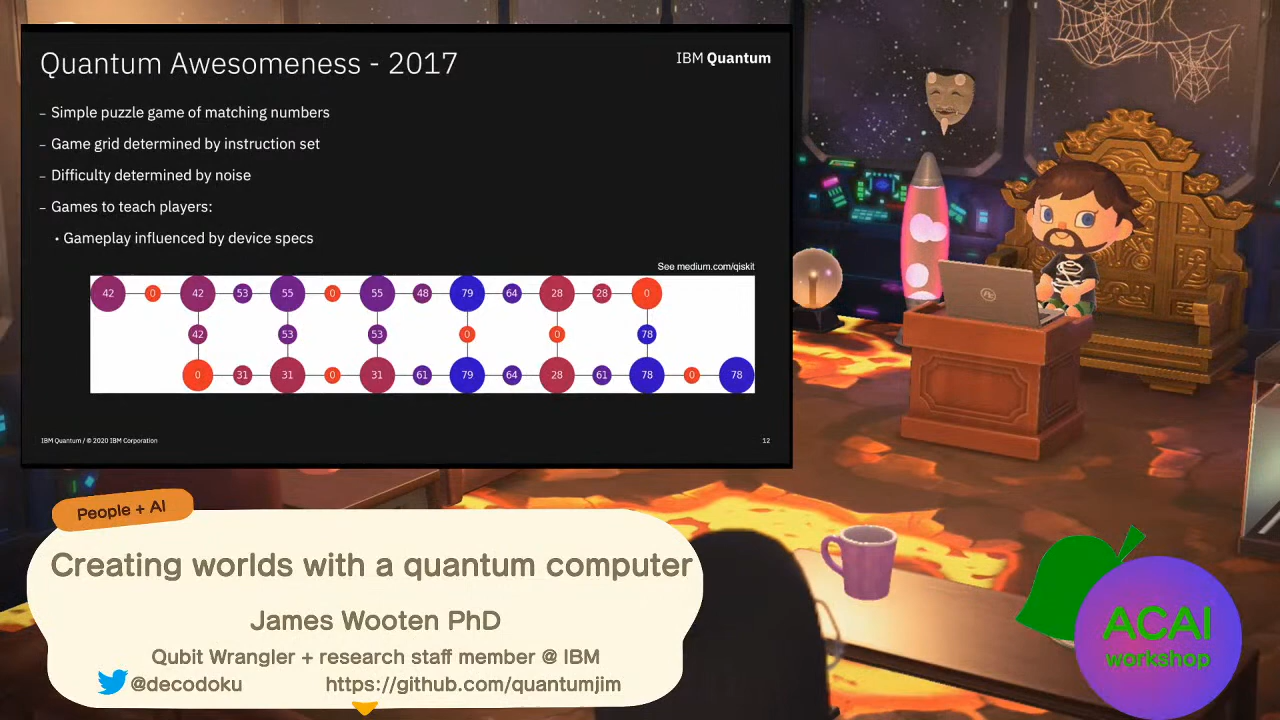 Quantum Awesomeness - 2017
IBM Quantum
– Simple puzzle game of matching numbers
– Game grid determined by instruction set
– Difficulty determined by noise
– Games to teach players:
• Gameplay influenced by device specs
See medium.com/qiskit
42 0 42 53 55 0 55 48 79 64 28 28 0
42 53 53 0 0 78
0 31 31 0 31 61 79 64 28 61 78 0 78
IBM Quantum / © 2020 IBM Corporation
12
People + AI
Creating worlds with a quantum computer
James Wooten PhD
Qubit Wrangler + research staff member @ IBM
@decodoku https://github.com/quantumjim
ACAI
workshop